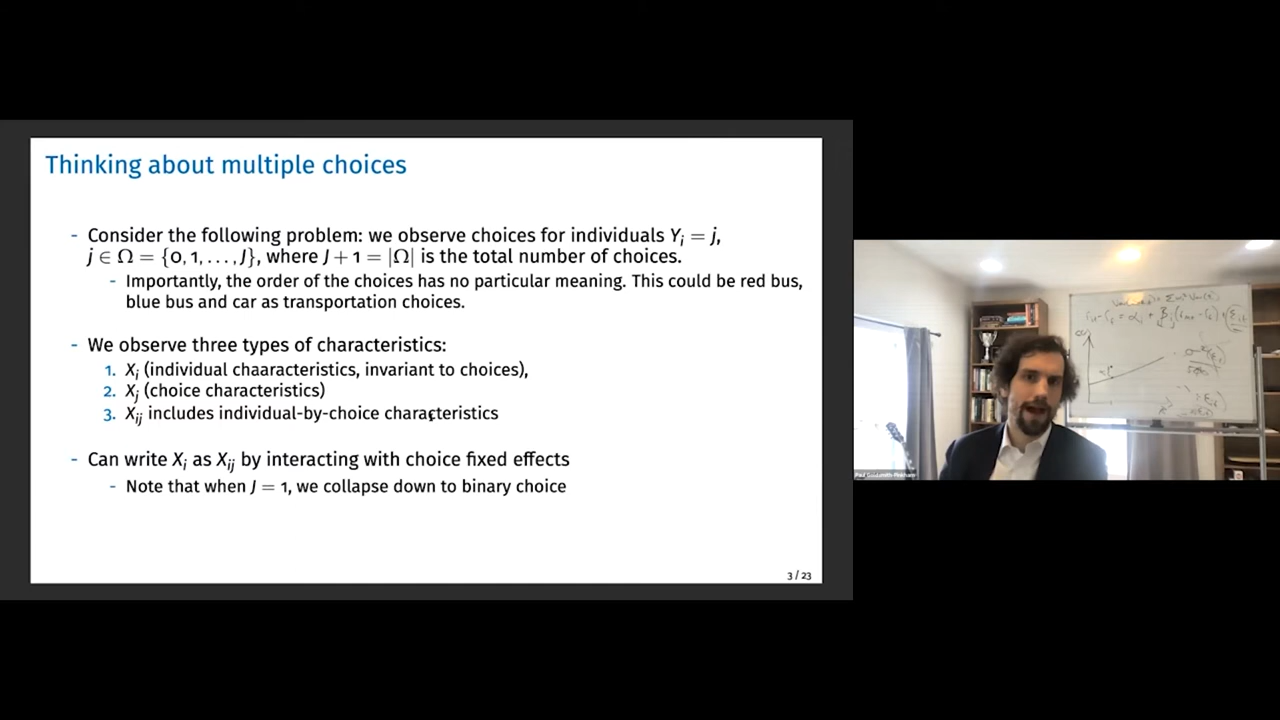 Thinking about multiple choices
- Consider the following problem: we observe choices for individuals Yᵢ = j,
j ∈ Ω = {0, 1, . . . , J}, where J + 1 = |Ω| is the total number of choices.
- Importantly, the order of the choices has no particular meaning. This could be red bus,
blue bus and car as transportation choices.
- We observe three types of characteristics:
1. Xᵢ (individual chaaracteristics, invariant to choices),
2. Xⱼ (choice characteristics)
3. Xᵢⱼ includes individual-by-choice characteristics
- Can write Xᵢ as Xᵢⱼ by interacting with choice fixed effects
- Note that when J = 1, we collapse down to binary choice
3 / 23
Paul Goldsmith-Pinkham